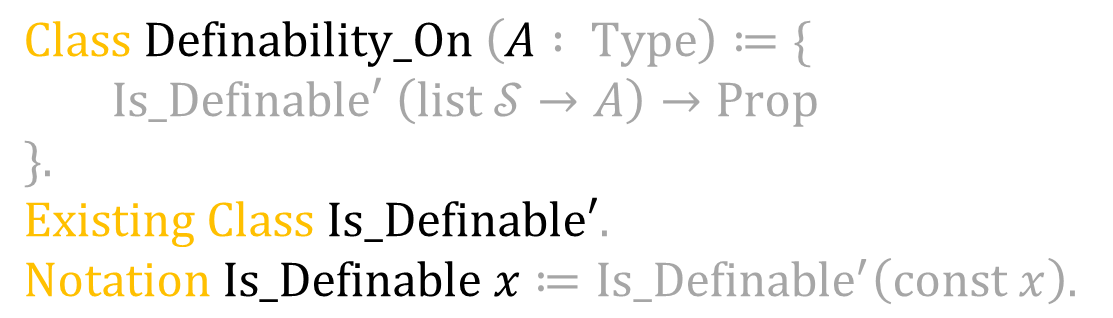 Class Definability_On (A : Type) ≔ {
Is_Definable′ (list 𝒮 → A) → Prop
}.
Existing Class Is_Definable′.
Notation Is_Definable x ≔ Is_Definable′(const x).